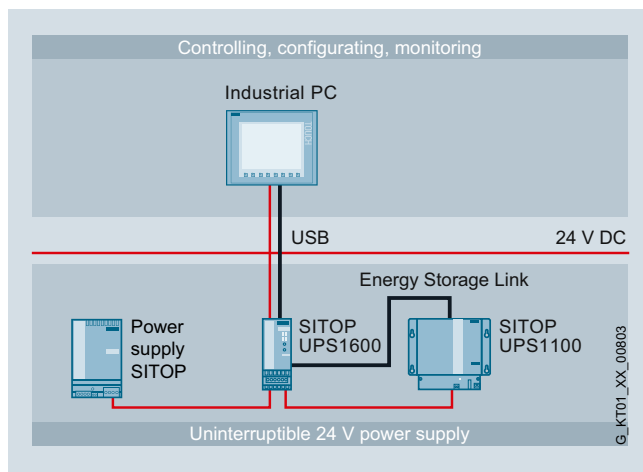 Controlling, configurating, monitoring
Industrial PC
TOUCH
USB
24 V DC
Energy Storage Link
Power
supply
SITOP
SITOP
UPS1600
SITOP
UPS1100
G_KT01_XX_00803
Uninterruptible 24 V power supply